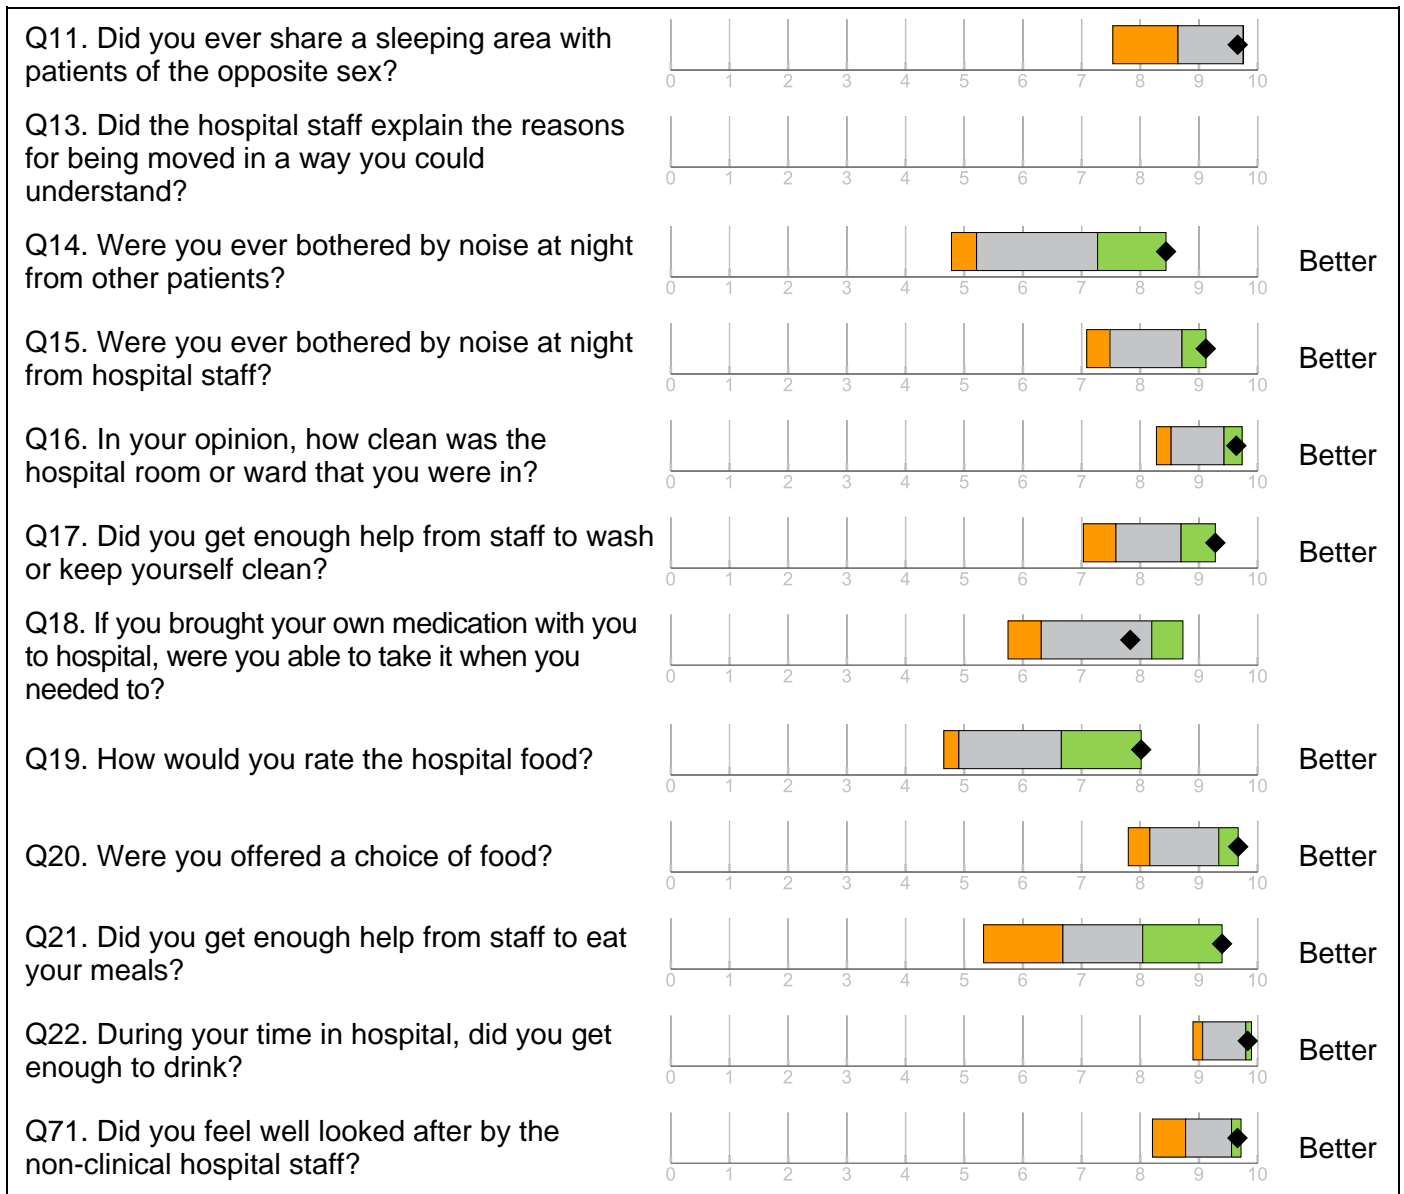 Q11. Did you ever share a sleeping area with
patients of the opposite sex?
0 1 2 3 4 5 6 7 8 9 10
Q13. Did the hospital staff explain the reasons
for being moved in a way you could
understand?
0 1 2 3 4 5 6 7 8 9 10
Q14. Were you ever bothered by noise at night
from other patients?
Better
0 1 2 3 4 5 6 7 8 9 10
Q15. Were you ever bothered by noise at night
from hospital staff?
Better
0 1 2 3 4 5 6 7 8 9 10
Q16. In your opinion, how clean was the
hospital room or ward that you were in?
Better
0 1 2 3 4 5 6 7 8 9 10
Q17. Did you get enough help from staff to wash
or keep yourself clean?
Better
0 1 2 3 4 5 6 7 8 9 10
Q18. If you brought your own medication with you
to hospital, were you able to take it when you
needed to?
0 1 2 3 4 5 6 7 8 9 10
Q19. How would you rate the hospital food?
Better
0 1 2 3 4 5 6 7 8 9 10
Q20. Were you offered a choice of food?
Better
0 1 2 3 4 5 6 7 8 9 10
Q21. Did you get enough help from staff to eat
your meals?
Better
0 1 2 3 4 5 6 7 8 9 10
Q22. During your time in hospital, did you get
enough to drink?
Better
0 1 2 3 4 5 6 7 8 9 10
Q71. Did you feel well looked after by the
non-clinical hospital staff?
Better
0 1 2 3 4 5 6 7 8 9 10